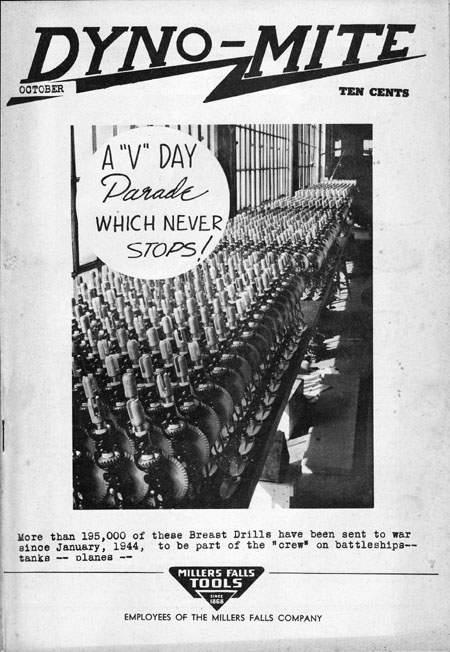 DYNO-MITE
OCTOBER
TEN CENTS
A "V" DAY
Parade
WHICH NEVER
STOPS!
More than 195,000 of these Breast Drills have been sent to war
since January, 1944, to be part of the "crew" on battleships--
tanks -- planes --
MILLERS FALLS
TOOLS
SINCE
1868
EMPLOYEES OF THE MILLERS FALLS COMPANY